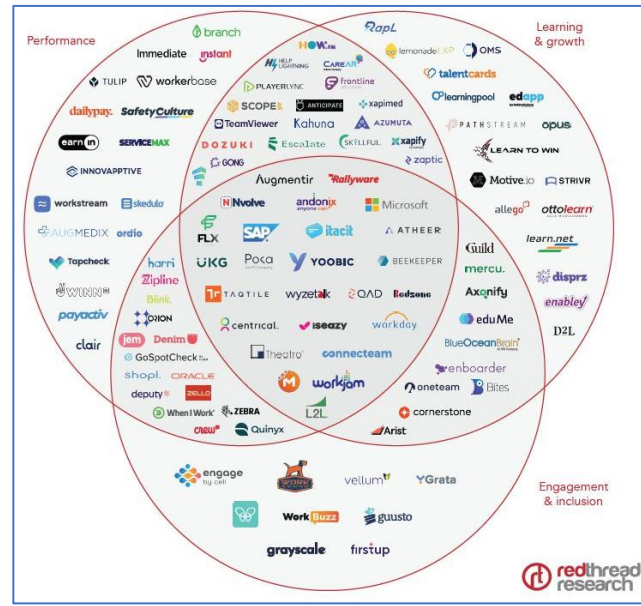 Performance
Learning
& growth
branch
HOW.FM
RapL
Immediate
instant
HELP
LIGHTNING
CAREAR
lemonadeLXP
OMS
TULIP
workerbase
PLAYERLYNC
frontline
talentcards
learningpool
edapp
dailypay.
SafetyCulture
SCOPE
ANTICIPATE
xapimed
TeamViewer
Kahuna
AZUMUTA
PATHSTREAM
opus
earnin
SERVICEMAX
DOZUKI
Escalate
SKILLFUL
xapify
LEARN TO WIN
GONG
zaptic
INNOVAPPTIVE
Augmentir
Rallyware
Motive.io
STRIVR
workstream
skedulo
Nvolve
andonix
Microsoft
allego
ottolearn
AUGMEDIX
ordio
FLX
SAP
itacit
ATHEER
Guild
learn.net
Tapcheck
harri
UKG
Poka
YOOBIC
BEEKEEPER
mercu.
disprz
WINN
Zipline
Axonify
enabley
payactiv
Blink.
TAQTILE
wyzetalk
QAD
Redzone
ORION
eduMe
D2L
clair
jem
Denim
centrical.
iseazy
workday.
BlueOceanBrain
GoSpotCheck
Theatro
connecteam
enboarder
shopl.
ORACLE
oneteam
Bites
deputy
ZELLO
M
workjam
When I Work
ZEBRA
L2L
cornerstone
crew
Quinyx
Arist
engage
by cell
WORK
vellum
Grata
Engagement
& inclusion
WorkBuzz
guusto
grayscale
firstup
rt
redthread
research